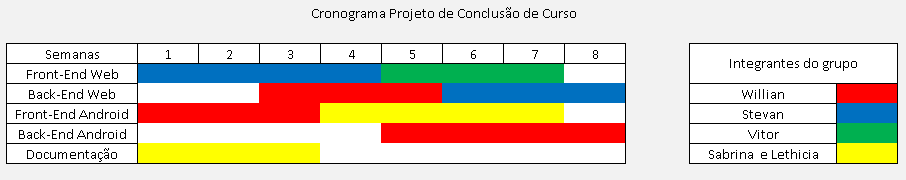 Cronograma Projeto de Conclusão de Curso
Semanas 1 2 3 4 5 6 7 8
Front-End Web
Back-End Web
Front-End Android
Back-End Android
Documentação
Integrantes do grupo
Willian
Stevan
Vitor
Sabrina e Lethicia